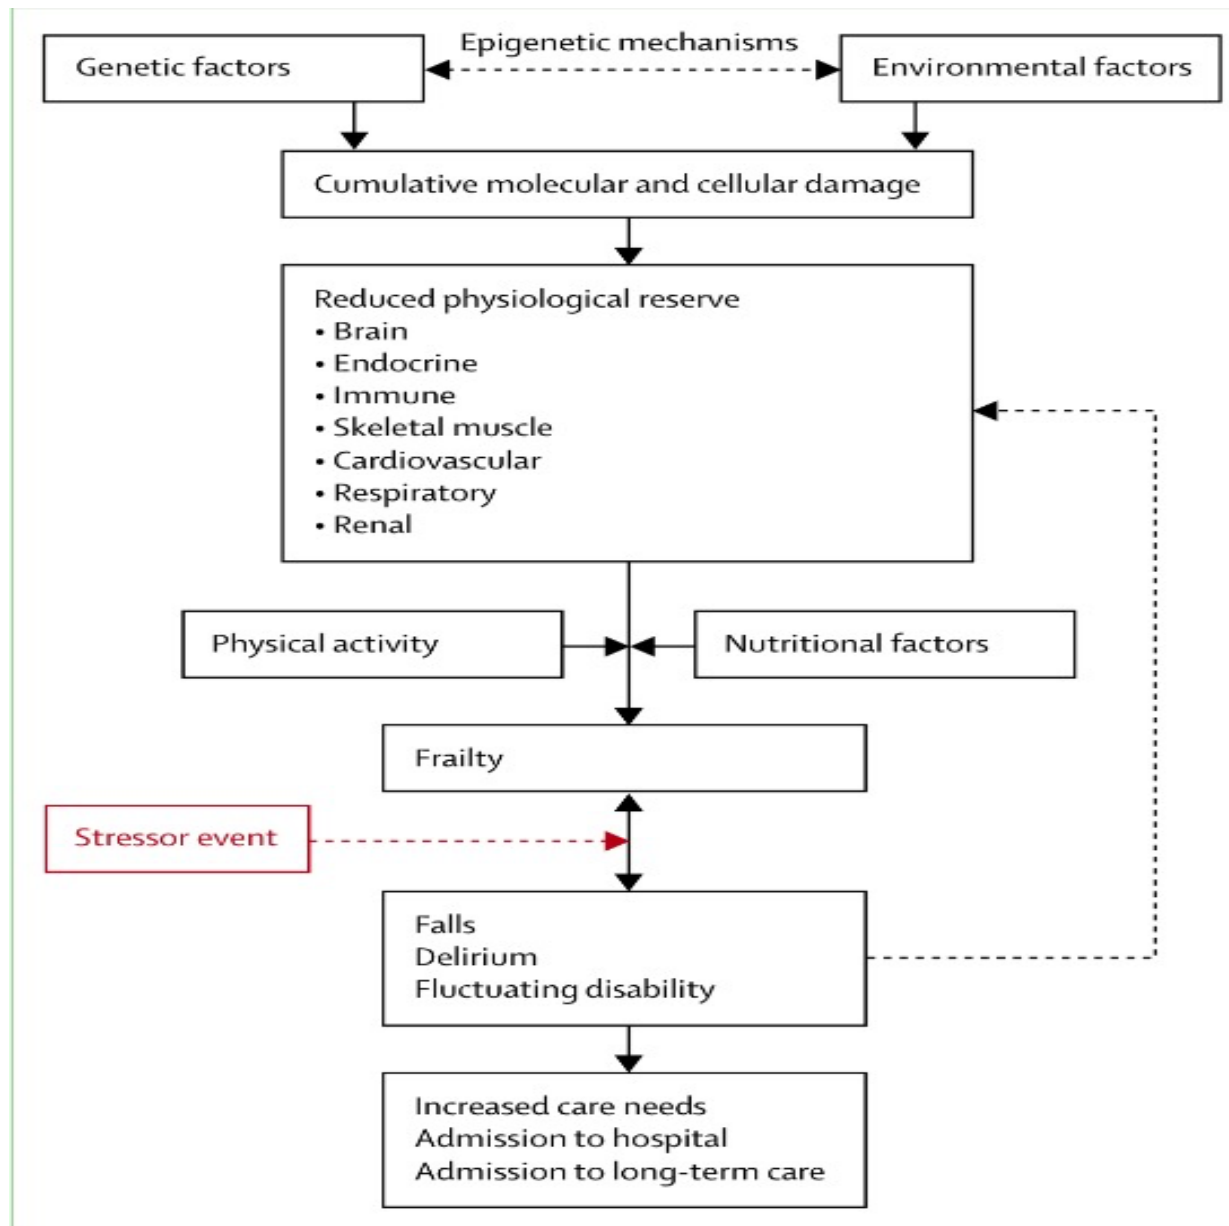 Epigenetic mechanisms
Genetic factors
Environmental factors
Cumulative molecular and cellular damage
Reduced physiological reserve
• Brain
• Endocrine
• Immune
• Skeletal muscle
• Cardiovascular
• Respiratory
• Renal
Physical activity
Nutritional factors
Frailty
Stressor event
Falls
Delirium
Fluctuating disability
Increased care needs
Admission to hospital
Admission to long-term care